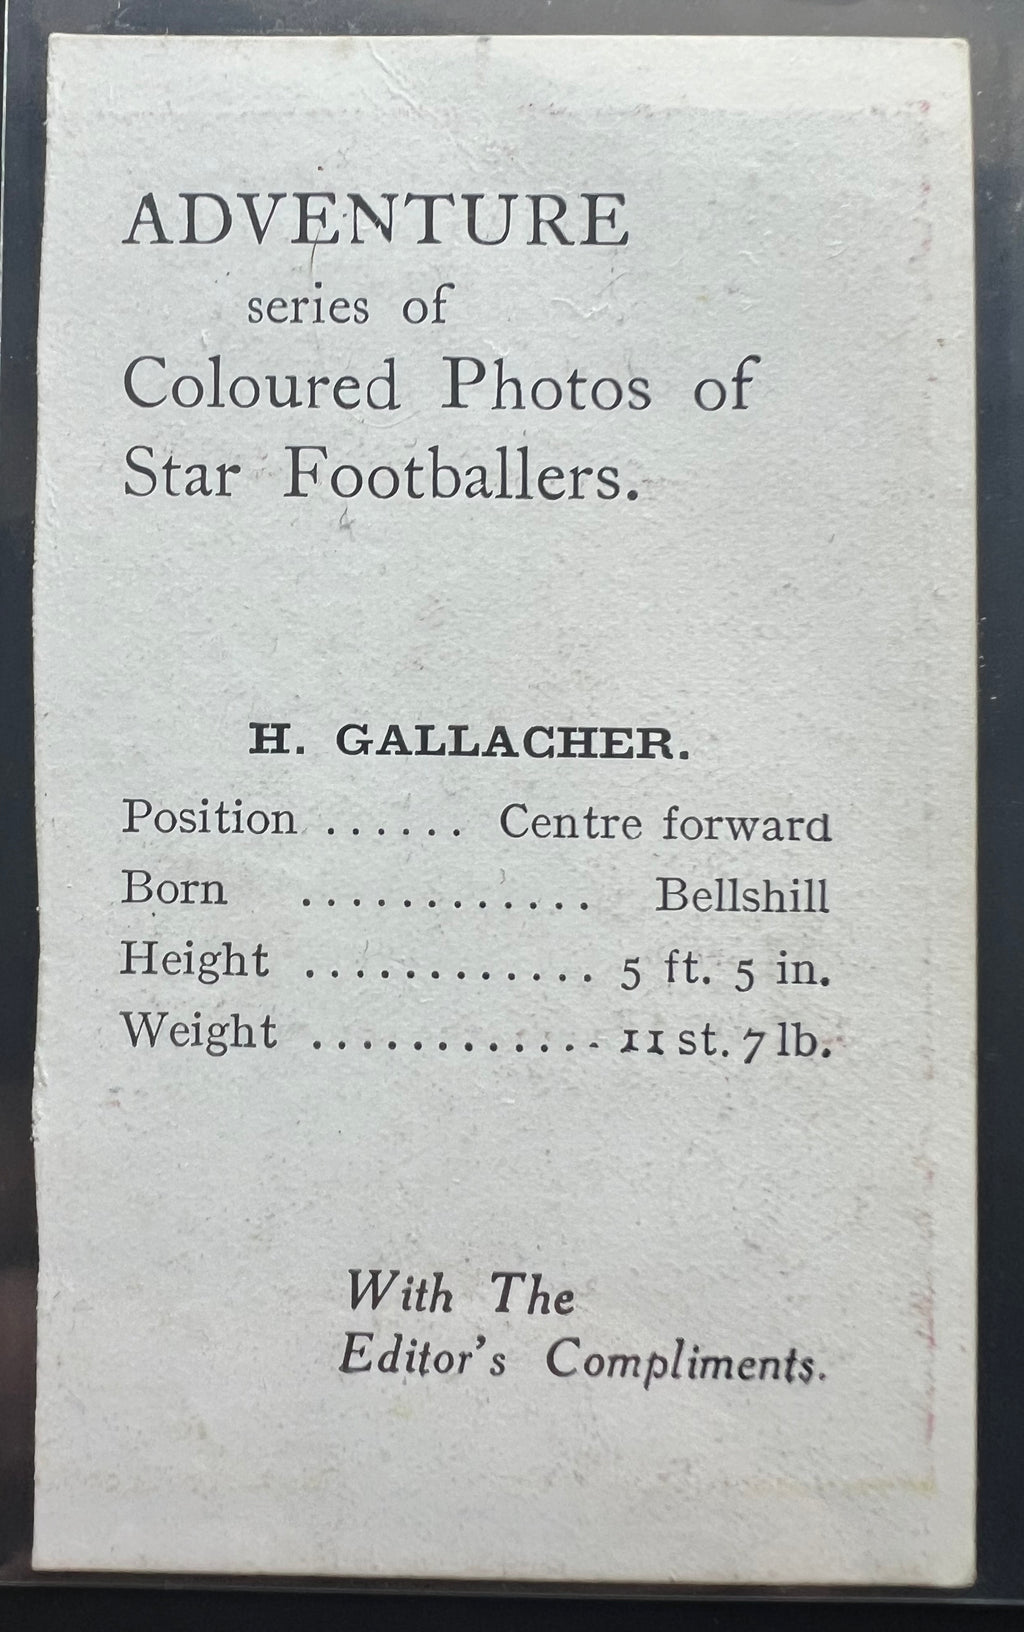 ADVENTURE
series of
Coloured Photos of
Star Footballers.
H. GALLACHER.
Position ...... Centre forward
Born ............ Bellshill
Height ............ 5 ft. 5 in.
Weight ............ 11 st. 7 lb.
With The
Editor's Compliments.